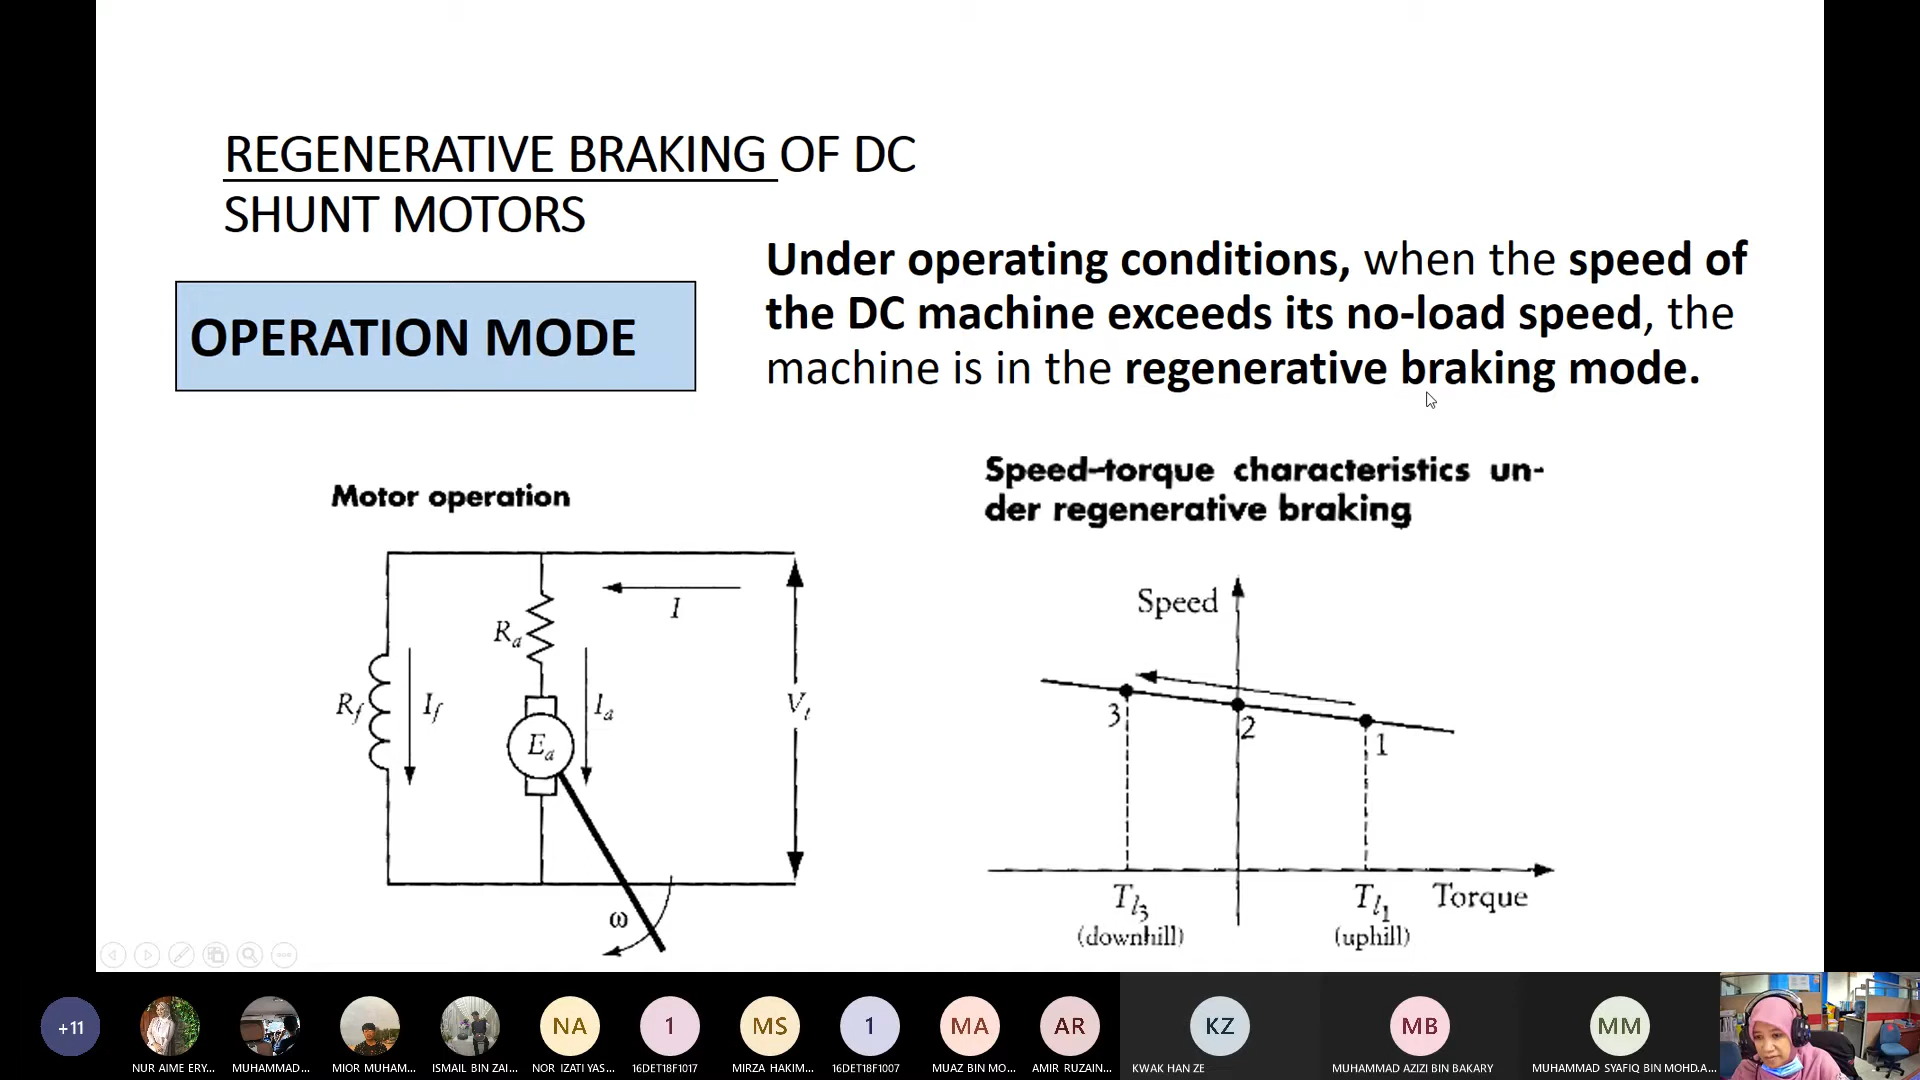 REGENERATIVE BRAKING OF DC
SHUNT MOTORS
OPERATION MODE
Under operating conditions, when the speed of
the DC machine exceeds its no-load speed, the
machine is in the regenerative braking mode.
Motor operation
I
Ra
Rf
If
Ia
Ea
Vt
ω
Speed-torque characteristics un-
der regenerative braking
Speed
3
2
1
Tl3
Tl1
Torque
(downhill)
(uphill)
+11
NA
1
MS
1
MA
AR
KZ
MB
MM
NUR AIME ERY...
MUHAMMAD...
MIOR MUHAM...
ISMAIL BIN ZAI...
NOR IZATI YAS...
16DET18F1017
MIRZA HAKIM...
16DET18F1007
MUAZ BIN MO...
AMIR RUZAIN...
KWAK HAN ZE
MUHAMMAD AZIZI BIN BAKARY
MUHAMMAD SYAFIQ BIN MOHD.A...